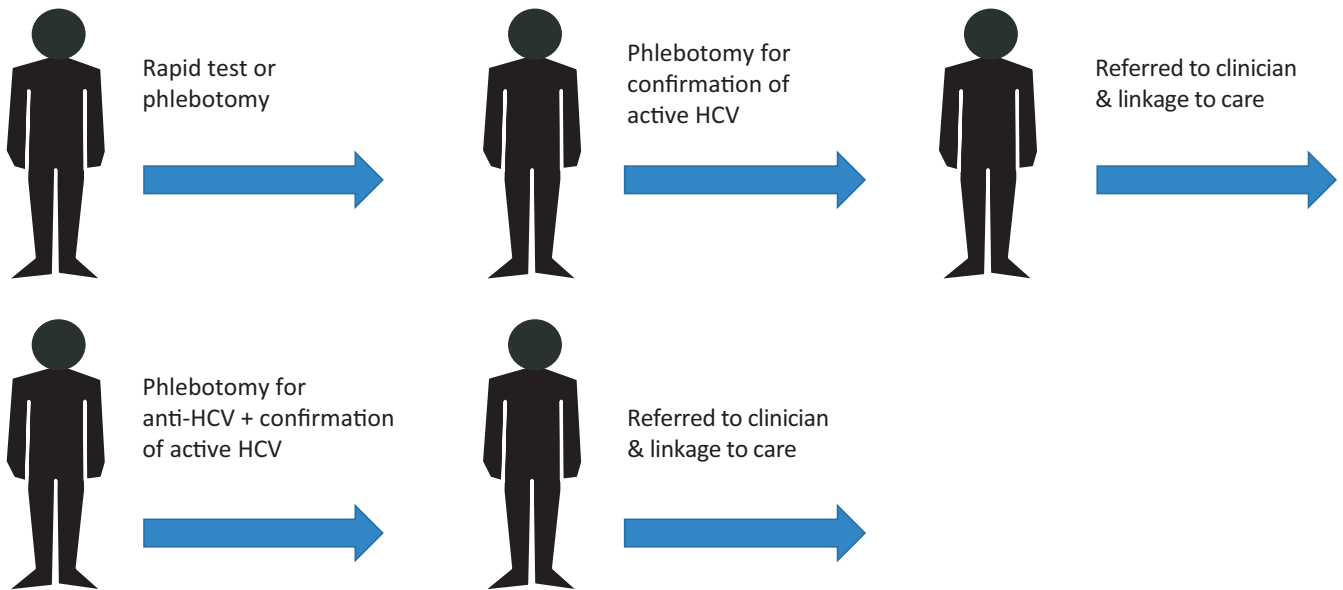 Rapid test or
phlebotomy
Phlebotomy for
confirmation of
active HCV
Referred to clinician
& linkage to care
Phlebotomy for
anti-HCV + confirmation
of active HCV
Referred to clinician
& linkage to care